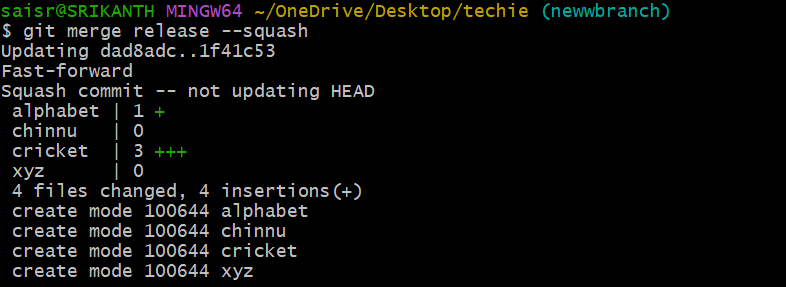 saisr@SRIKANTH MINGW64 ~/OneDrive/Desktop/techie (newwbranch)
$ git merge release --squash
Updating dad8adc..1f41c53
Fast-forward
Squash commit -- not updating HEAD
 alphabet | 1 +
 chinnu   | 0
 cricket  | 3 +++
 xyz      | 0
 4 files changed, 4 insertions(+)
 create mode 100644 alphabet
 create mode 100644 chinnu
 create mode 100644 cricket
 create mode 100644 xyz